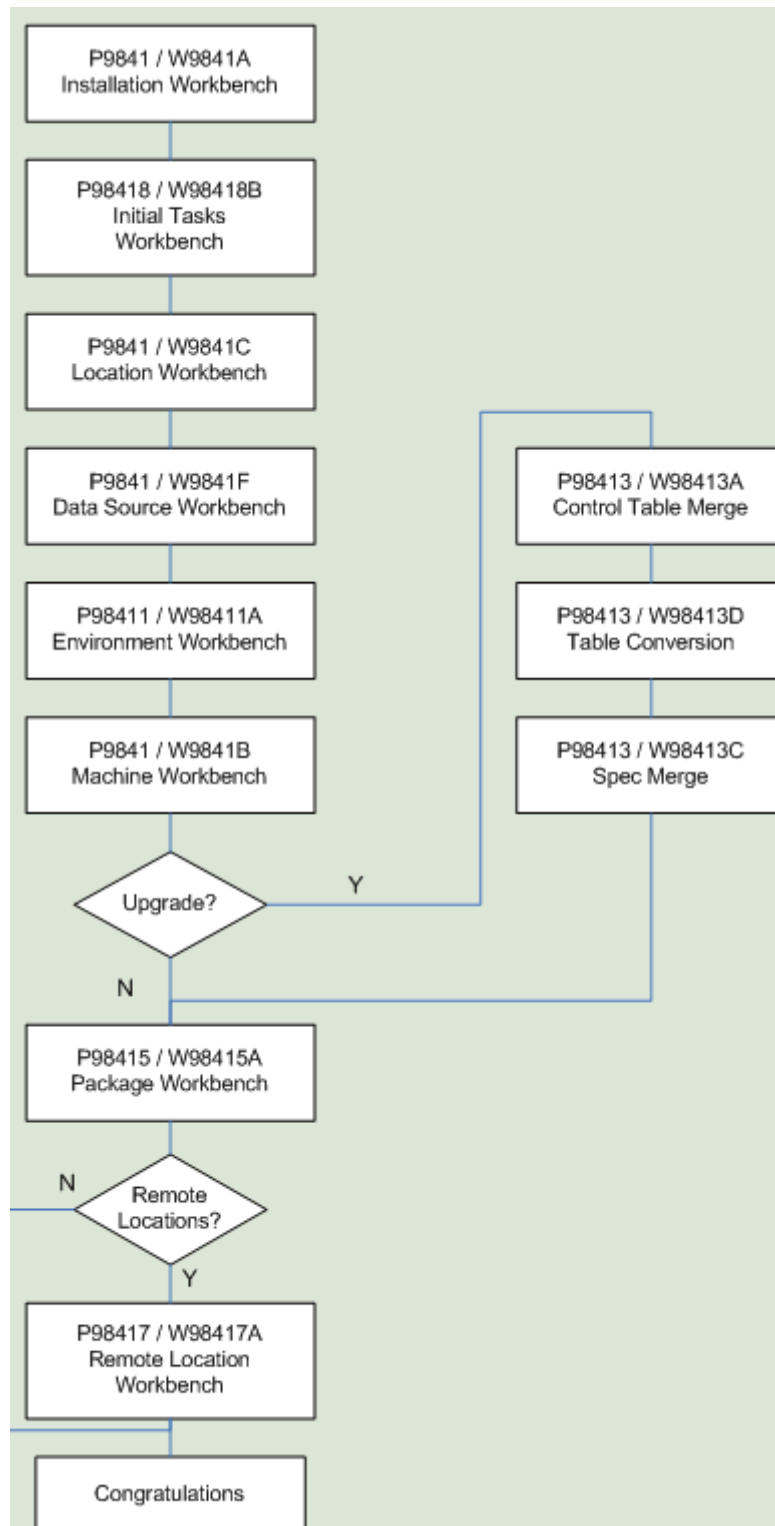 P9841 / W9841A
Installation Workbench
P98418 / W98418B
Initial Tasks
Workbench
P9841 / W9841C
Location Workbench
P9841 / W9841F
Data Source Workbench
P98411 / W98411A
Environment Workbench
P9841 / W9841B
Machine Workbench
Upgrade?
Y
N
P98413 / W98413A
Control Table Merge
P98413 / W98413D
Table Conversion
P98413 / W98413C
Spec Merge
P98415 / W98415A
Package Workbench
N
Remote
Locations?
Y
P98417 / W98417A
Remote Location
Workbench
Congratulations